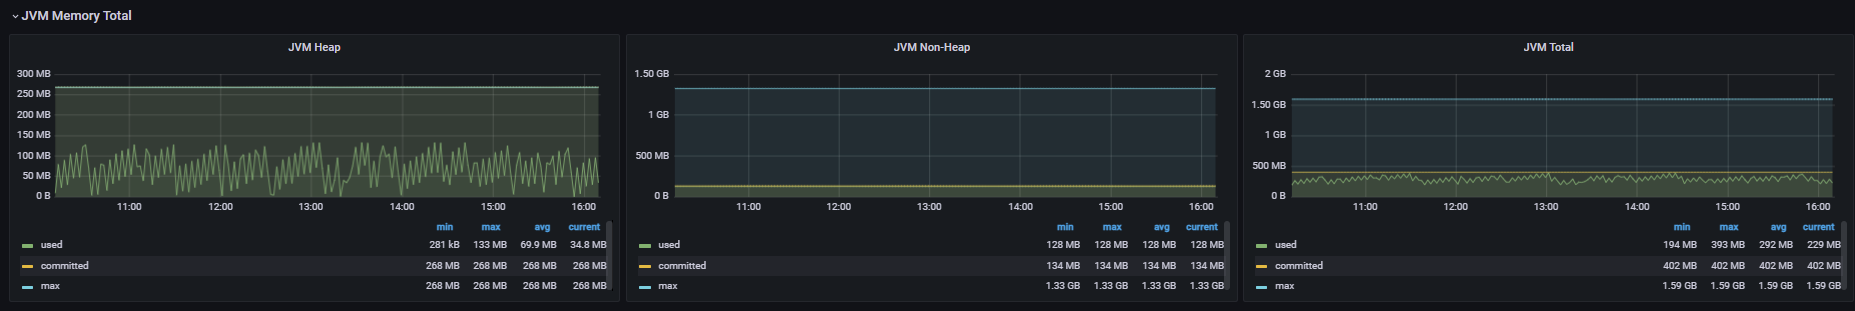 JVM Memory Total
JVM Heap
300 MB
250 MB
200 MB
150 MB
100 MB
50 MB
0 B
11:00 12:00 13:00 14:00 15:00 16:00
min max avg current
used 281 kB 133 MB 69.9 MB 34.8 MB
committed 268 MB 268 MB 268 MB 268 MB
max 268 MB 268 MB 268 MB 268 MB
JVM Non-Heap
1.50 GB
1 GB
500 MB
0 B
11:00 12:00 13:00 14:00 15:00 16:00
min max avg current
used 128 MB 128 MB 128 MB 128 MB
committed 134 MB 134 MB 134 MB 134 MB
max 1.33 GB 1.33 GB 1.33 GB 1.33 GB
JVM Total
2 GB
1.50 GB
1 GB
500 MB
0 B
11:00 12:00 13:00 14:00 15:00 16:00
min max avg current
used 194 MB 393 MB 292 MB 229 MB
committed 402 MB 402 MB 402 MB 402 MB
max 1.59 GB 1.59 GB 1.59 GB 1.59 GB